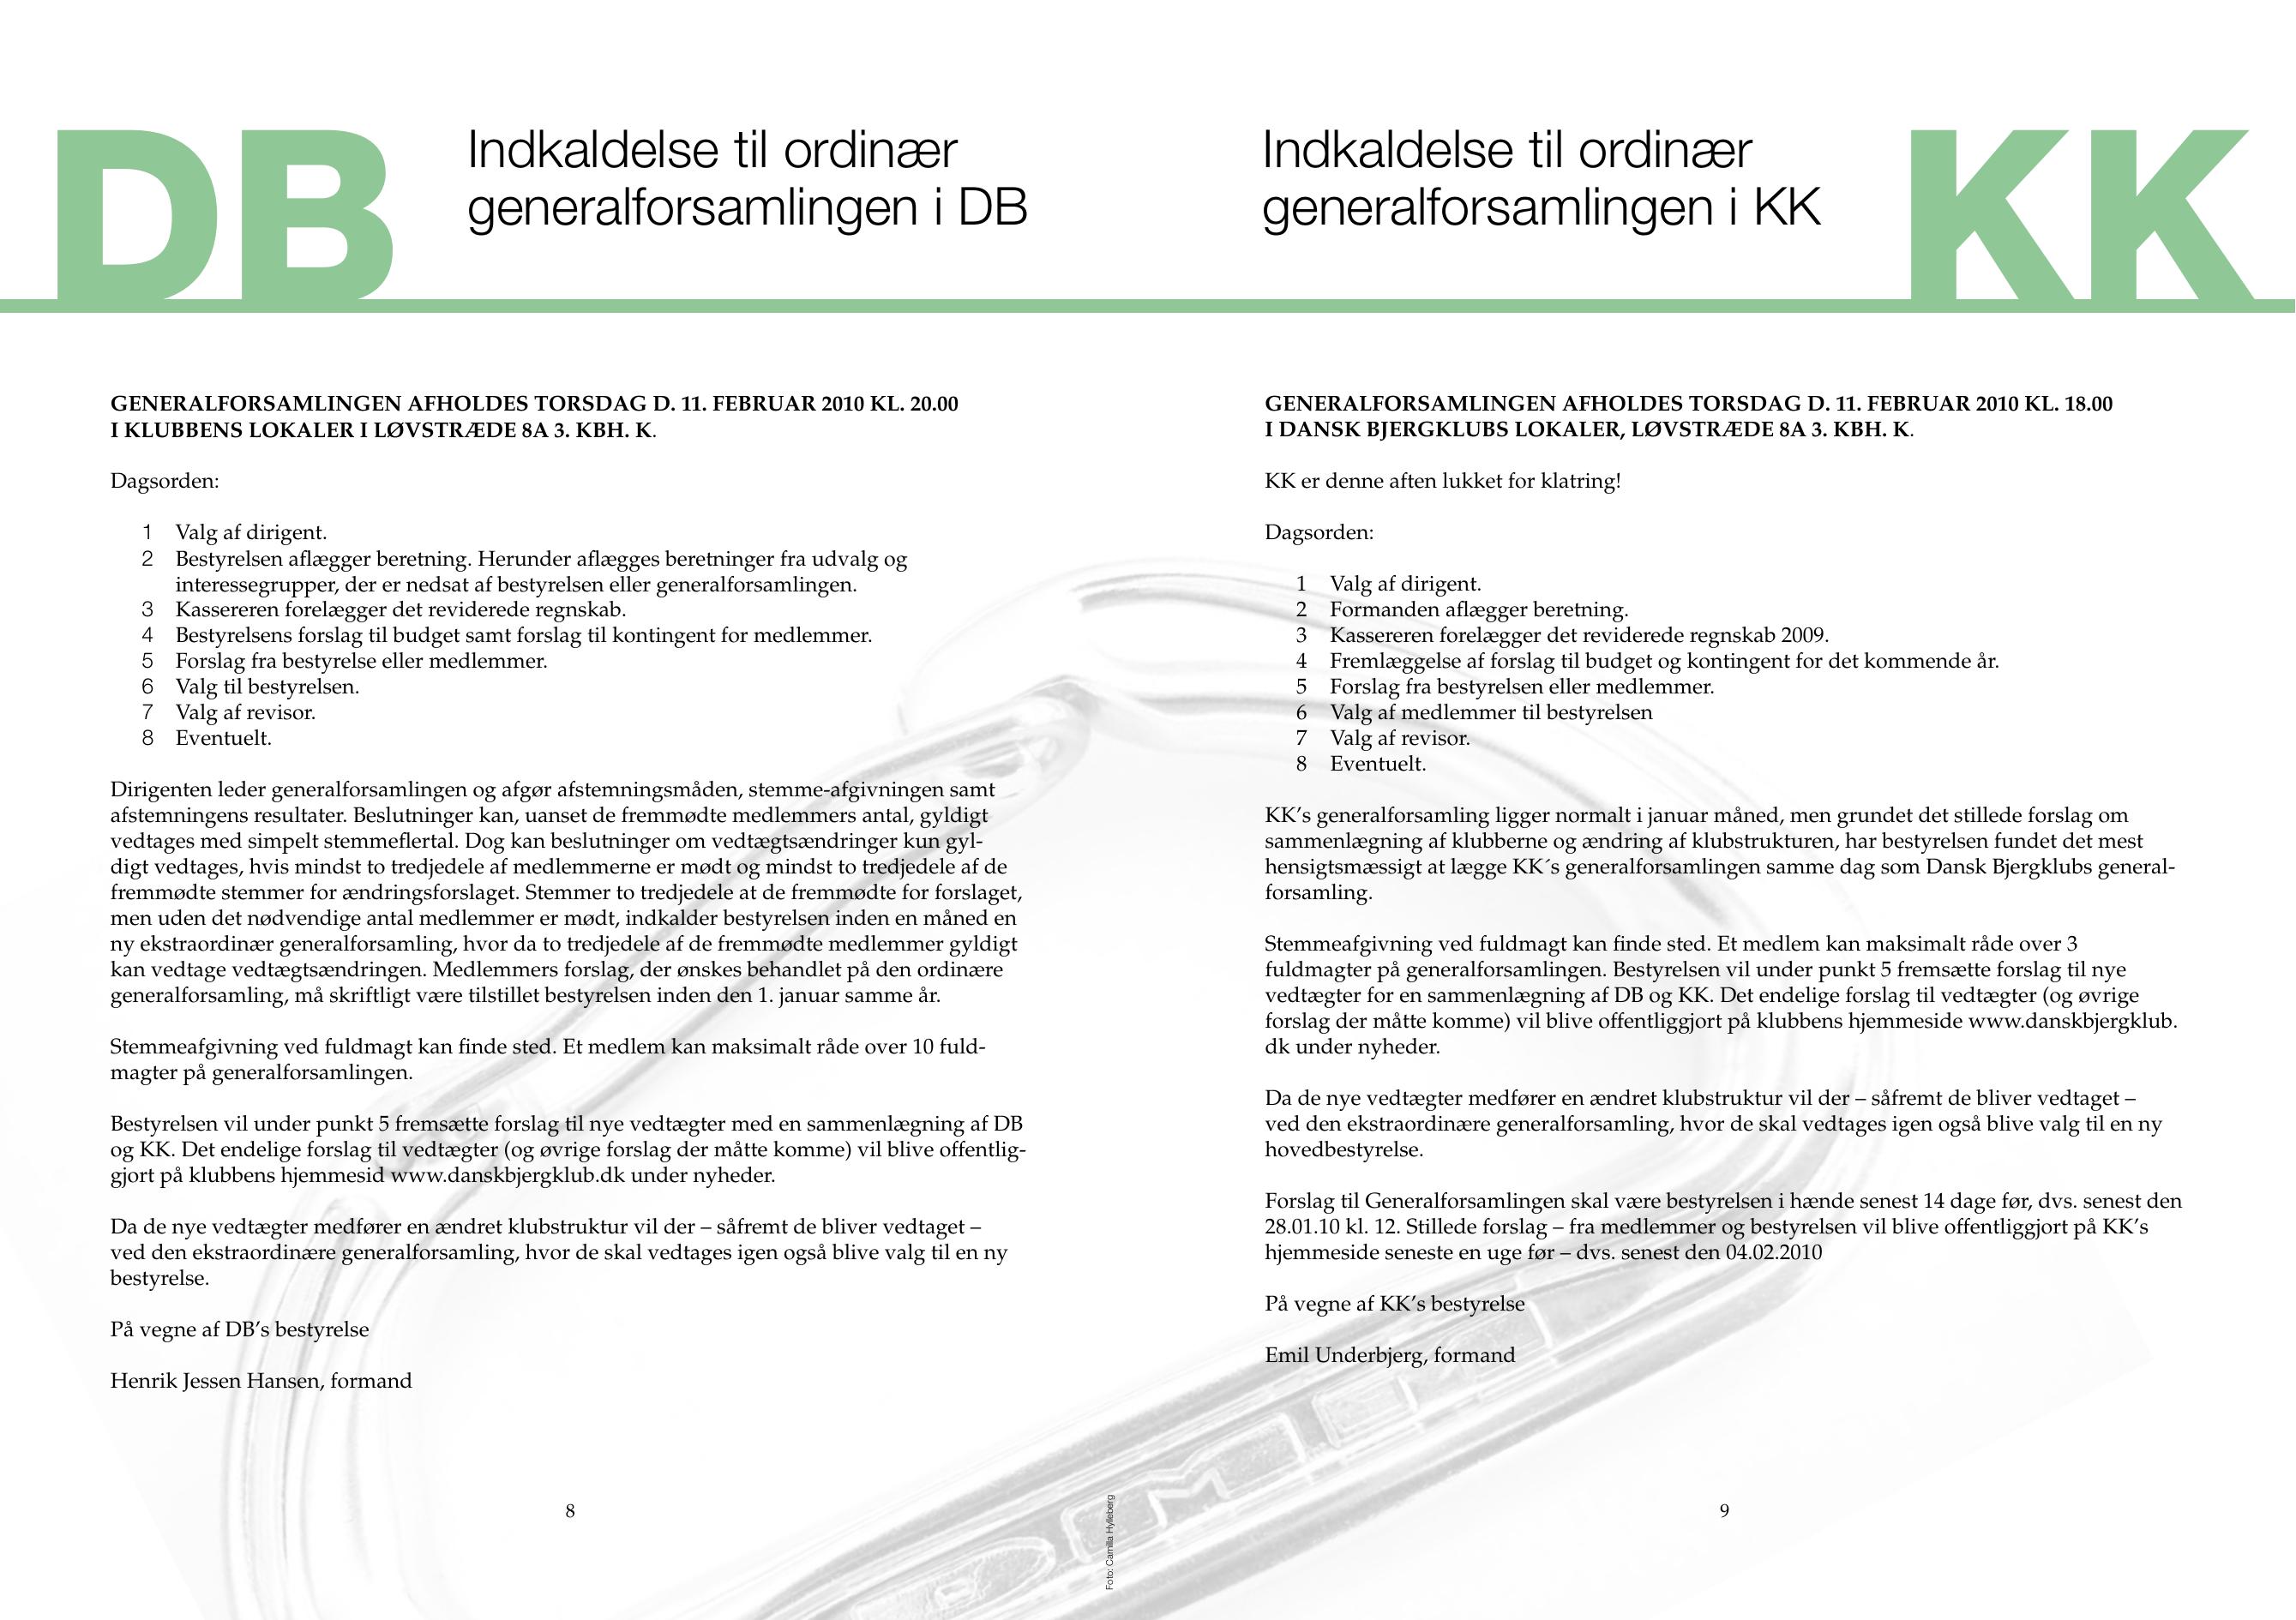 DB
Indkaldelse til ordinær
generalforsamlingen i DB
GENERALFORSAMLINGEN AFHOLDES TORSDAG D. 11. FEBRUAR 2010 KL. 20.00
I KLUBBENS LOKALER I LØVSTRÆDE 8A 3. KBH. K.
Dagsorden:
1 Valg af dirigent.
2 Bestyrelsen aflægger beretning. Herunder aflægges beretninger fra udvalg og
interessegrupper, der er nedsat af bestyrelsen eller generalforsamlingen.
3 Kassereren forelægger det reviderede regnskab.
4 Bestyrelsens forslag til budget samt forslag til kontingent for medlemmer.
5 Forslag fra bestyrelse eller medlemmer.
6 Valg til bestyrelsen.
7 Valg af revisor.
8 Eventuelt.
Dirigenten leder generalforsamlingen og afgør afstemningsmåden, stemme-afgivningen samt
afstemningens resultater. Beslutninger kan, uanset de fremmødte medlemmers antal, gyldigt
vedtages med simpelt stemmeflertal. Dog kan beslutninger om vedtægtsændringer kun gyl-
digt vedtages, hvis mindst to tredjedele af medlemmerne er mødt og mindst to tredjedele af de
fremmødte stemmer for ændringsforslaget. Stemmer to tredjedele at de fremmødte for forslaget,
men uden det nødvendige antal medlemmer er mødt, indkalder bestyrelsen inden en måned en
ny ekstraordinær generalforsamling, hvor da to tredjedele af de fremmødte medlemmer gyldigt
kan vedtage vedtægtsændringen. Medlemmers forslag, der ønskes behandlet på den ordinære
generalforsamling, må skriftligt være tilstillet bestyrelsen inden den 1. januar samme år.
Stemmeafgivning ved fuldmagt kan finde sted. Et medlem kan maksimalt råde over 10 fuld-
magter på generalforsamlingen.
Bestyrelsen vil under punkt 5 fremsætte forslag til nye vedtægter med en sammenlægning af DB
og KK. Det endelige forslag til vedtægter (og øvrige forslag der måtte komme) vil blive offentlig-
gjort på klubbens hjemmesid www.danskbjergklub.dk under nyheder.
Da de nye vedtægter medfører en ændret klubstruktur vil der – såfremt de bliver vedtaget –
ved den ekstraordinære generalforsamling, hvor de skal vedtages igen også blive valg til en ny
bestyrelse.
På vegne af DB's bestyrelse
Henrik Jessen Hansen, formand
8
Foto: Camilla Hylleberg
Indkaldelse til ordinær
generalforsamlingen i KK
KK
GENERALFORSAMLINGEN AFHOLDES TORSDAG D. 11. FEBRUAR 2010 KL. 18.00
I DANSK BJERGKLUBS LOKALER, LØVSTRÆDE 8A 3. KBH. K.
KK er denne aften lukket for klatring!
Dagsorden:
1 Valg af dirigent.
2 Formanden aflægger beretning.
3 Kassereren forelægger det reviderede regnskab 2009.
4 Fremlæggelse af forslag til budget og kontingent for det kommende år.
5 Forslag fra bestyrelsen eller medlemmer.
6 Valg af medlemmer til bestyrelsen
7 Valg af revisor.
8 Eventuelt.
KK's generalforsamling ligger normalt i januar måned, men grundet det stillede forslag om
sammenlægning af klubberne og ændring af klubstrukturen, har bestyrelsen fundet det mest
hensigtsmæssigt at lægge KK´s generalforsamlingen samme dag som Dansk Bjergklubs general-
forsamling.
Stemmeafgivning ved fuldmagt kan finde sted. Et medlem kan maksimalt råde over 3
fuldmagter på generalforsamlingen. Bestyrelsen vil under punkt 5 fremsætte forslag til nye
vedtægter for en sammenlægning af DB og KK. Det endelige forslag til vedtægter (og øvrige
forslag der måtte komme) vil blive offentliggjort på klubbens hjemmeside www.danskbjergklub.
dk under nyheder.
Da de nye vedtægter medfører en ændret klubstruktur vil der – såfremt de bliver vedtaget –
ved den ekstraordinære generalforsamling, hvor de skal vedtages igen også blive valg til en ny
hovedbestyrelse.
Forslag til Generalforsamlingen skal være bestyrelsen i hænde senest 14 dage før, dvs. senest den
28.01.10 kl. 12. Stillede forslag – fra medlemmer og bestyrelsen vil blive offentliggjort på KK's
hjemmeside seneste en uge før – dvs. senest den 04.02.2010
På vegne af KK's bestyrelse
Emil Underbjerg, formand
9